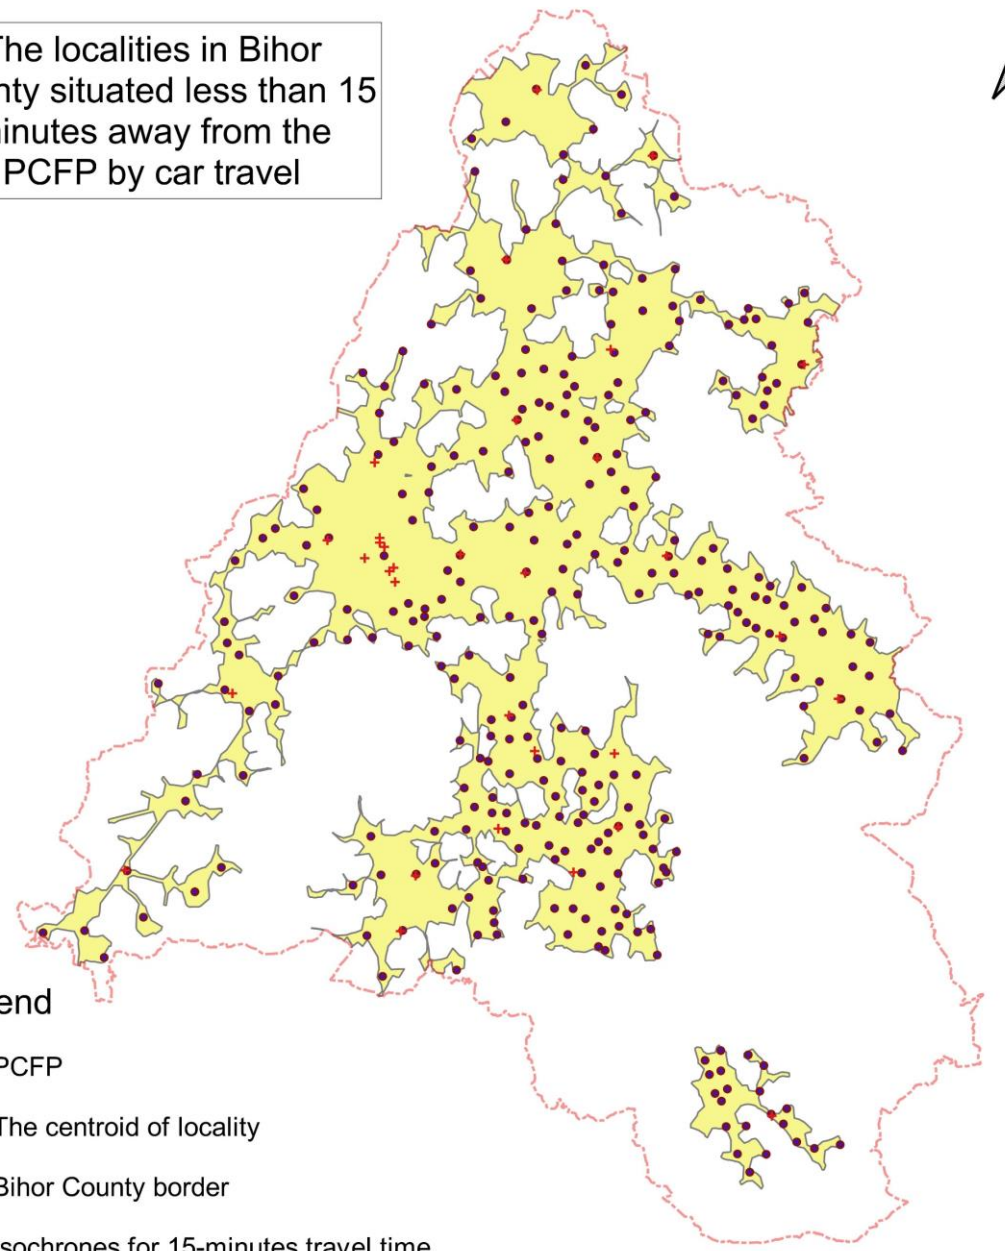 The localities in Bihor
nty situated less than 15
inutes away from the
PCFP by car travel
end
PCFP
The centroid of locality
Bihor County border
sochrones for 15-minutes travel time